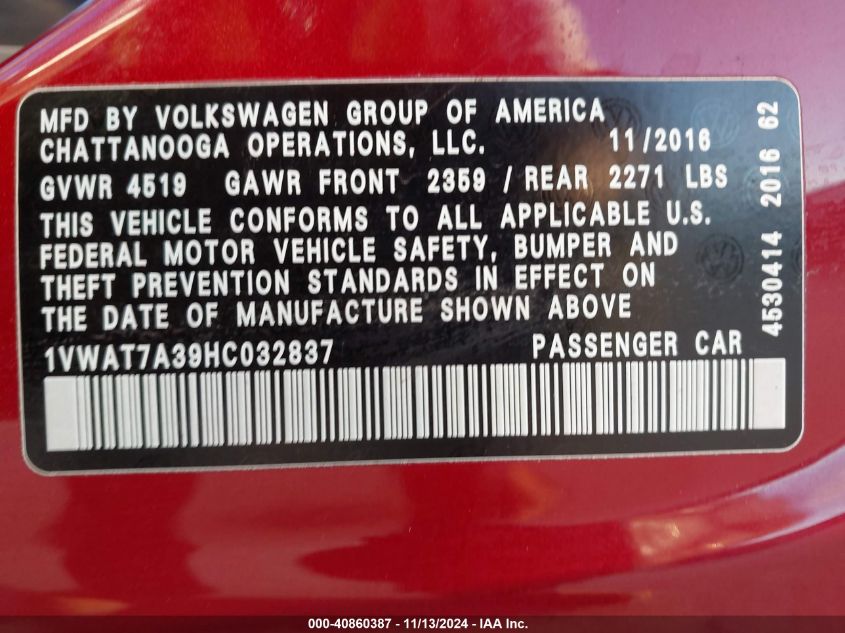 MFD BY VOLKSWAGEN GROUP OF AMERICA
CHATTANOOGA OPERATIONS, LLC. 11/2016
GVWR 4519 GAWR FRONT 2359 / REAR 2271 LBS
THIS VEHICLE CONFORMS TO ALL APPLICABLE U.S.
FEDERAL MOTOR VEHICLE SAFETY, BUMPER AND
THEFT PREVENTION STANDARDS IN EFFECT ON
THE DATE OF MANUFACTURE SHOWN ABOVE
1VWAT7A39HC032837 PASSENGER CAR
4530414 2016 62
000-40860387 - 11/13/2024 - IAA Inc.